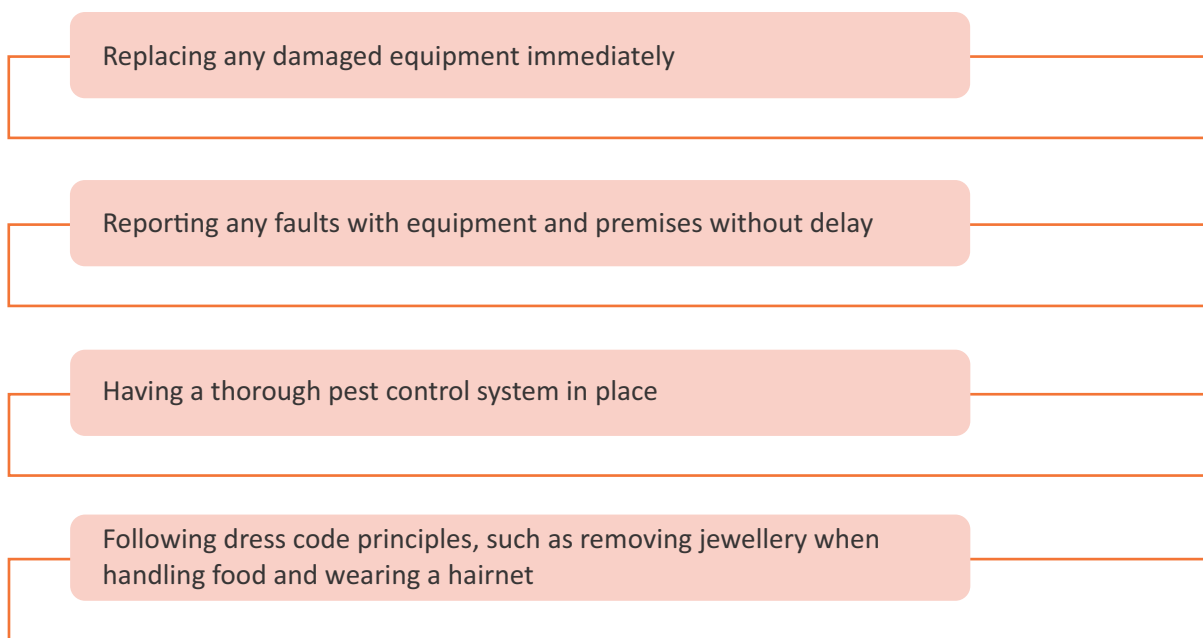 Replacing any damaged equipment immediately
Reporting any faults with equipment and premises without delay
Having a thorough pest control system in place
Following dress code principles, such as removing jewellery when
handling food and wearing a hairnet